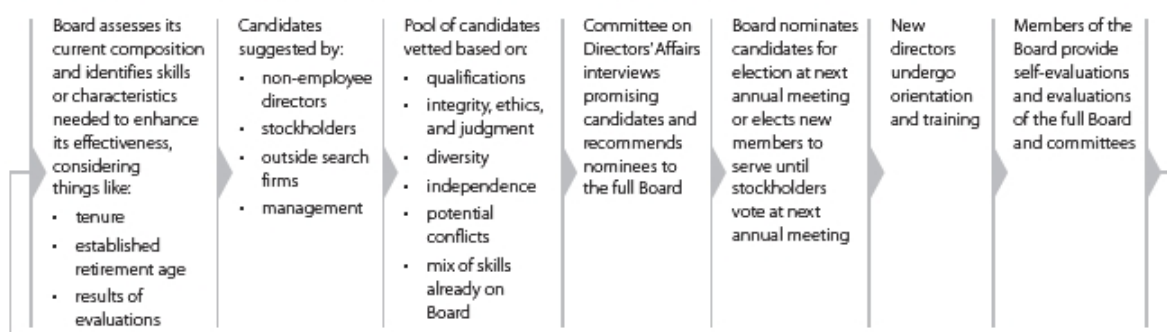 Board assesses its
current composition
and identifies skills
or characteristics
needed to enhance
its effectiveness,
considering
things like:
• tenure
• established
retirement age
• results of
evaluations
Candidates
suggested by:
• non-employee
directors
• stockholders
• outside search
firms
• management
Pool of candidates
vetted based on:
• qualifications
• integrity, ethics,
and judgment
• diversity
• independence
• potential
conflicts
• mix of skills
already on
Board
Committee on
Directors' Affairs
interviews
promising
candidates and
recommends
nominees to
the full Board
Board nominates
candidates for
election at next
annual meeting
or elects new
members to
serve until
stockholders
vote at next
annual meeting
New
directors
undergo
orientation
and training
Members of the
Board provide
self-evaluations
and evaluations
of the full Board
and committees